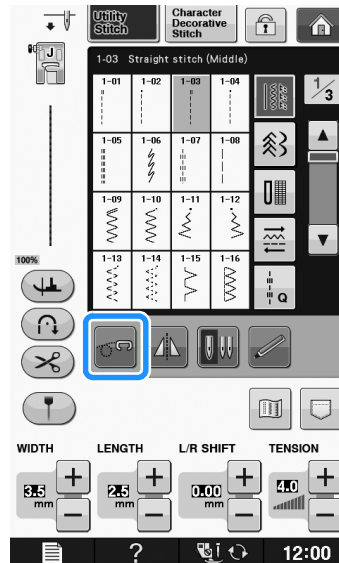 Utility Stitch
Character Decorative Stitch
J
1-03 Straight stitch (Middle)
1/3
1-01 1-02 1-03 1-04
1-05 1-06 1-07 1-08
1-09 1-10 1-11 1-12
1-13 1-14 1-15 1-16
Q
100%
WIDTH LENGTH L/R SHIFT TENSION
3.5 mm + − 2.5 mm + − 0.00 mm + − 4.0 + −
? 12:00